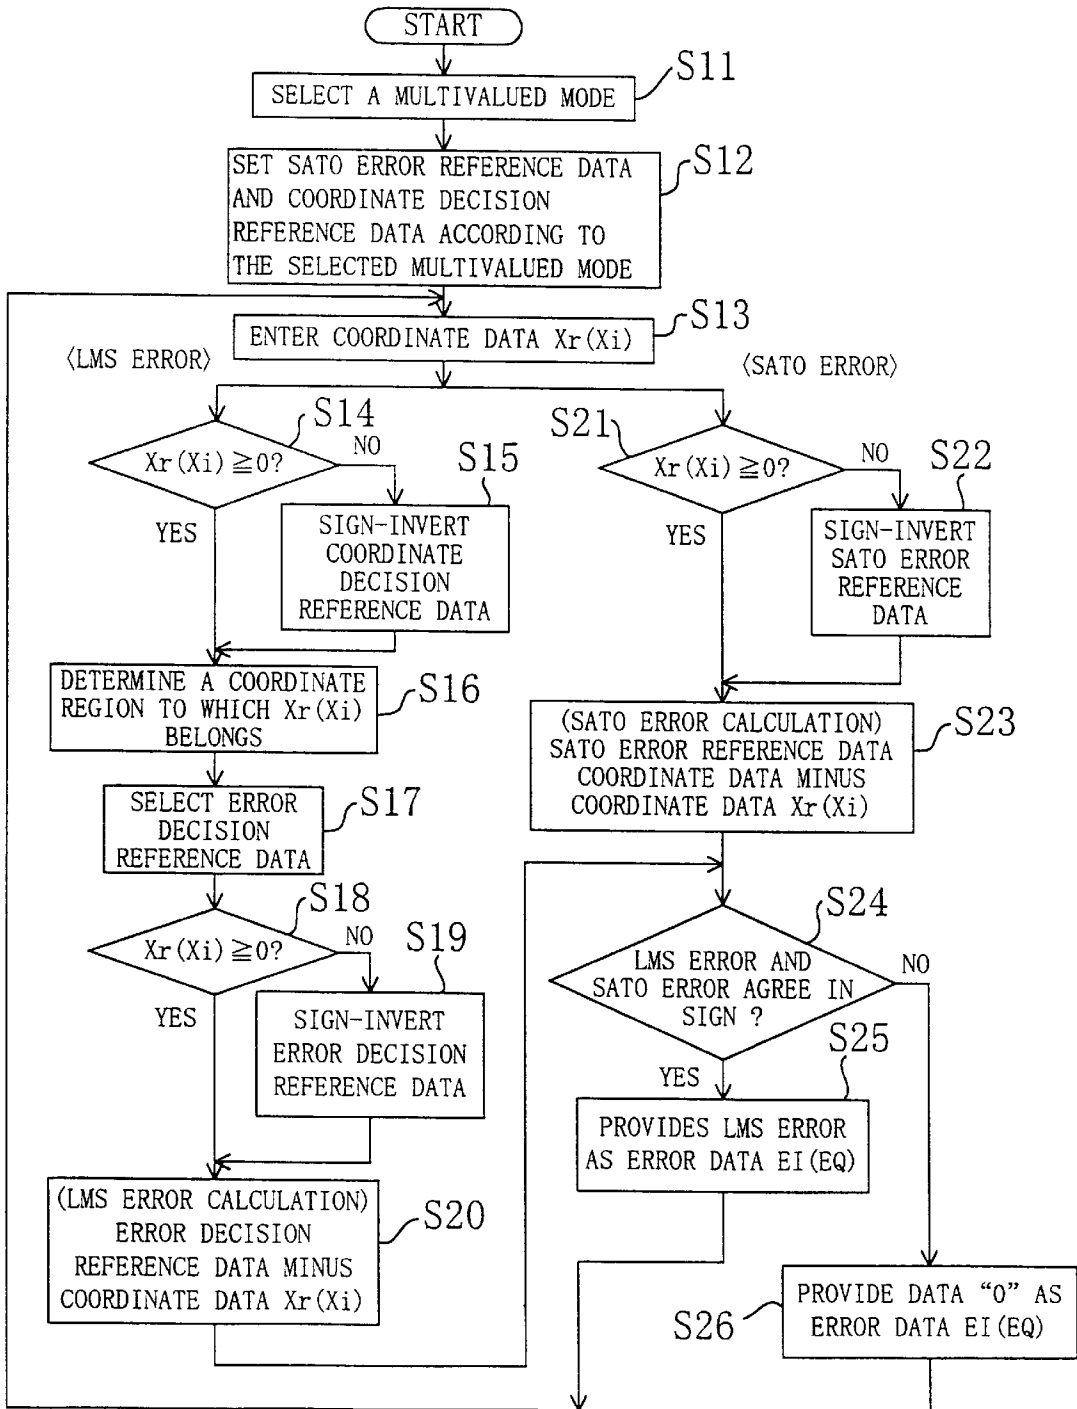 START
S11
SELECT A MULTIVALUED MODE
S12
SET SATO ERROR REFERENCE DATA
AND COORDINATE DECISION
REFERENCE DATA ACCORDING TO
THE SELECTED MULTIVALUED MODE
S13
ENTER COORDINATE DATA Xr(Xi)
〈LMS ERROR〉
〈SATO ERROR〉
S14
Xr(Xi)≧0?
NO
YES
S15
SIGN-INVERT
COORDINATE
DECISION
REFERENCE DATA
S16
DETERMINE A COORDINATE
REGION TO WHICH Xr(Xi)
BELONGS
S17
SELECT ERROR
DECISION
REFERENCE DATA
S18
Xr(Xi)≧0?
NO
YES
S19
SIGN-INVERT
ERROR DECISION
REFERENCE DATA
S20
(LMS ERROR CALCULATION)
ERROR DECISION
REFERENCE DATA MINUS
COORDINATE DATA Xr(Xi)
S21
Xr(Xi)≧0?
NO
YES
S22
SIGN-INVERT
SATO ERROR
REFERENCE
DATA
S23
(SATO ERROR CALCULATION)
SATO ERROR REFERENCE DATA
COORDINATE DATA MINUS
COORDINATE DATA Xr(Xi)
S24
LMS ERROR AND
SATO ERROR AGREE IN
SIGN ?
NO
YES
S25
PROVIDES LMS ERROR
AS ERROR DATA EI(EQ)
S26
PROVIDE DATA “0” AS
ERROR DATA EI(EQ)